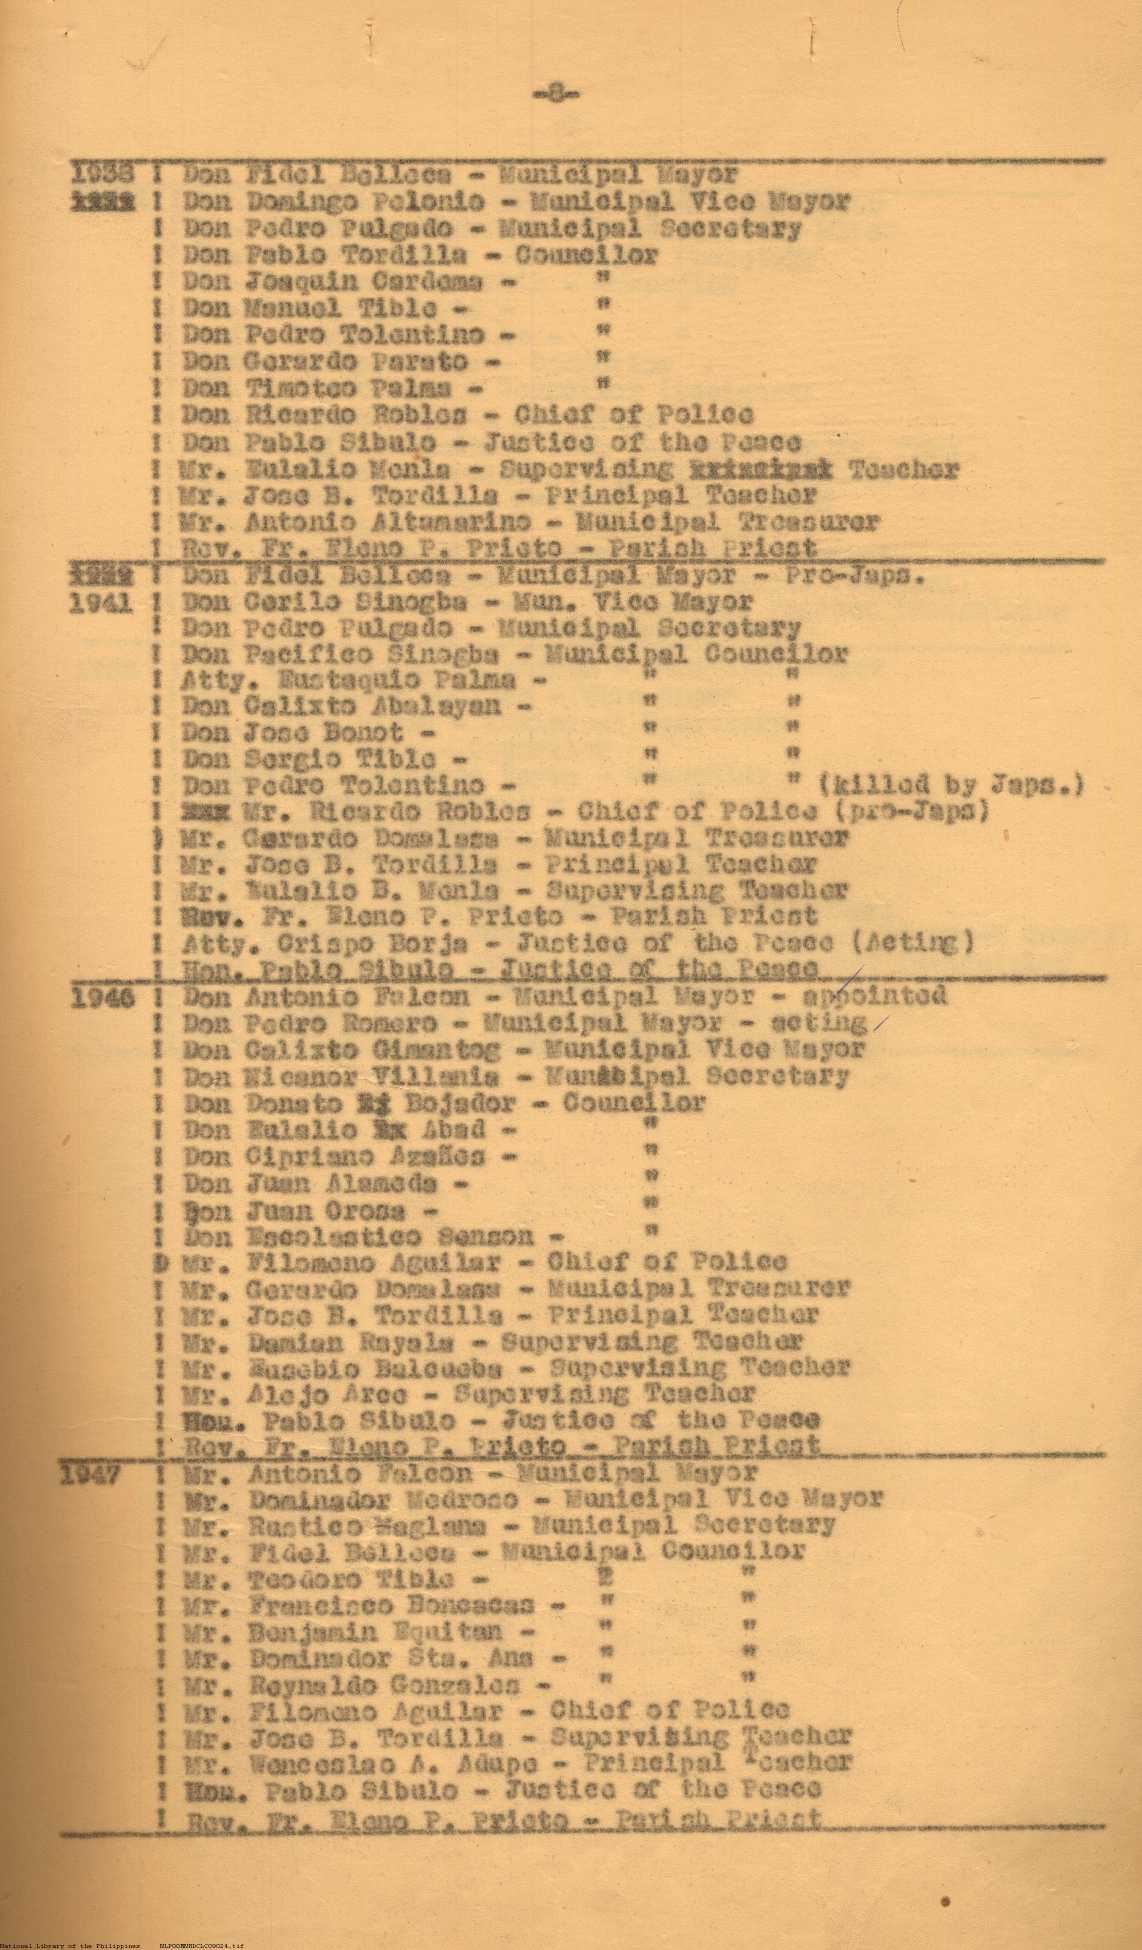 -8-
1938 ! Don Fidel Belleca - Municipal Mayor
! Don Domingo Polonio - Municipal Vice Mayor
! Don Pedro Pulgado - Municipal Secretary
! Don Pablo Tordilla - Councilor
! Don Joaquin Cardema - "
! Don Manuel Tible - "
! Don Pedro Tolentino - "
! Don Gerardo Parato - "
! Don Timoteo Palma - "
! Don Ricardo Robles - Chief of Police
! Don Pablo Sibulo - Justice of the Peace
! Mr. Eulalio Menla - Supervising Teacher
! Mr. Jose B. Tordilla - Principal Teacher
! Mr. Antonio Altamarino - Municipal Treasurer
! Rev. Fr. Eleno P. Prieto - Parish Priest
! Don Fidel Belleca - Municipal Mayor - Pro-Japs.
1941 ! Don Cerilo Sinogba - Mun. Vice Mayor
! Don Pedro Pulgado - Municipal Secretary
! Don Pacifico Sinogba - Municipal Councilor
! Atty. Eustaquio Palma - " "
! Don Calixto Abalayan - " "
! Don Jose Bonot - " "
! Don Sergio Tible - " "
! Don Pedro Tolentino - " " (killed by Japs.)
! Mr. Ricardo Robles - Chief of Police (pro-Japs)
! Mr. Gerardo Domalasa - Municipal Treasurer
! Mr. Jose B. Tordilla - Principal Teacher
! Mr. Eulalio B. Menla - Supervising Teacher
! Rev. Fr. Eleno P. Prieto - Parish Priest
! Atty. Crispo Borja - Justice of the Peace (Acting)
! Hon. Pablo Sibulo - Justice of the Peace
1946 ! Don Antonio Falcon - Municipal Mayor - appointed
! Don Pedro Romero - Municipal Mayor - acting
! Don Calixto Gimantog - Municipal Vice Mayor
! Don Nicanor Villania - Municipal Secretary
! Don Donato Bojador - Councilor
! Don Eulalio Abad - "
! Don Cipriano Azañes - "
! Don Juan Alameda - "
! Don Juan Orosa - "
! Don Escolastico Senson - "
Mr. Filomeno Aguilar - Chief of Police
! Mr. Gerardo Domalasa - Municipal Treasurer
! Mr. Jose B. Tordilla - Principal Teacher
! Mr. Damian Rayala - Supervising Teacher
! Mr. Eusebio Balcueba - Supervising Teacher
! Mr. Alejo Arce - Supervising Teacher
! Hon. Pablo Sibulo - Justice of the Peace
! Rev. Fr. Eleno P. Prieto - Parish Priest
1947 ! Mr. Antonio Falcon - Municipal Mayor
! Mr. Dominador Medroso - Municipal Vice Mayor
! Mr. Rustico Maglana - Municipal Secretary
! Mr. Fidel Belleca - Municipal Councilor
! Mr. Teodoro Tible - "
! Mr. Francisco Boncacas - " "
! Mr. Benjamin Equitan - " "
! Mr. Dominador Sta. Ana - " "
! Mr. Reynaldo Gonzales - " "
! Mr. Filomeno Aguilar - Chief of Police
! Mr. Jose B. Tordilla - Supervising Teacher
! Mr. Wenceslao A. Adupe - Principal Teacher
! Hon. Pablo Sibulo - Justice of the Peace
! Rev. Fr. Eleno P. Prieto - Parish Priest
National Library of the Philippines